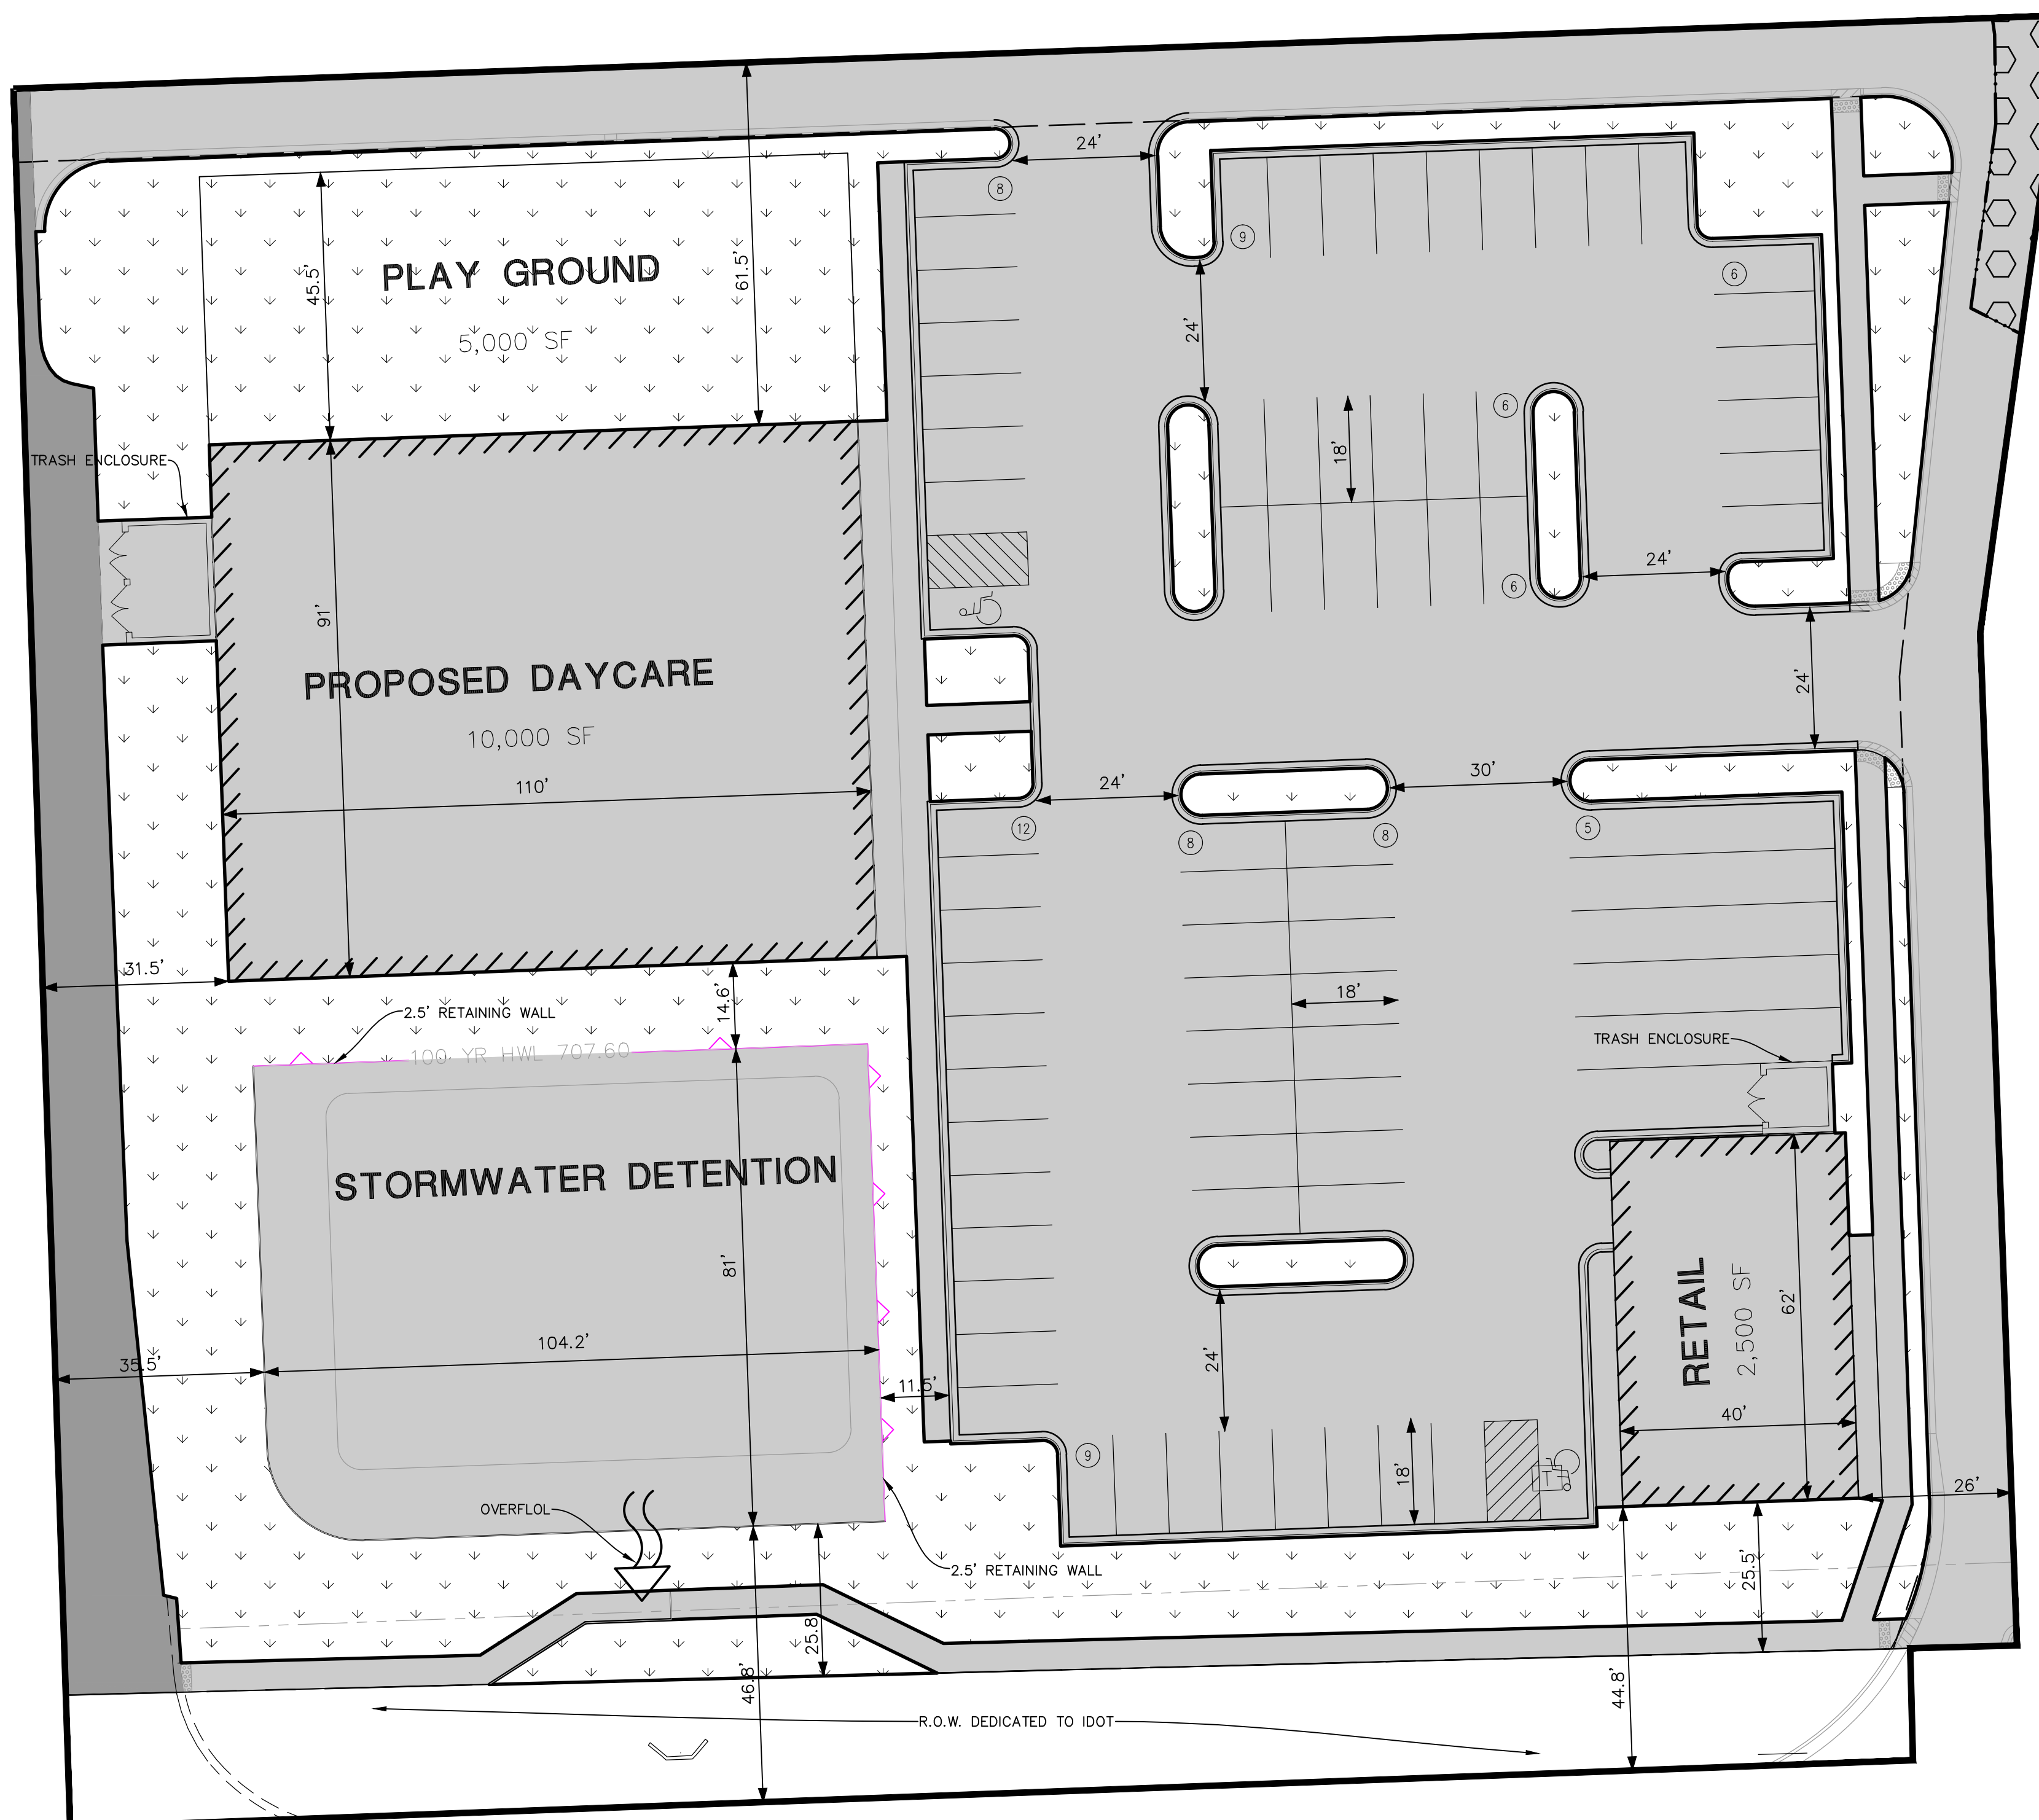 24'
8
9
6
45.5'
PLAY GROUND
61.5'
5,000 SF
24'
6
18'
TRASH ENCLOSURE
6
24'
91'
PROPOSED DAYCARE
24'
10,000 SF
110'
24'
30'
12
8
8
5
31.5'
14.6'
18'
2.5' RETAINING WALL
100 YR HWL 707.60
TRASH ENCLOSURE
STORMWATER DETENTION
81'
104.2'
35.5'
11.5'
24'
RETAIL
2,500 SF
62'
40'
9
18'
26'
OVERFLOL
2.5' RETAINING WALL
25.5'
25.8'
46.8'
44.8'
R.O.W. DEDICATED TO IDOT